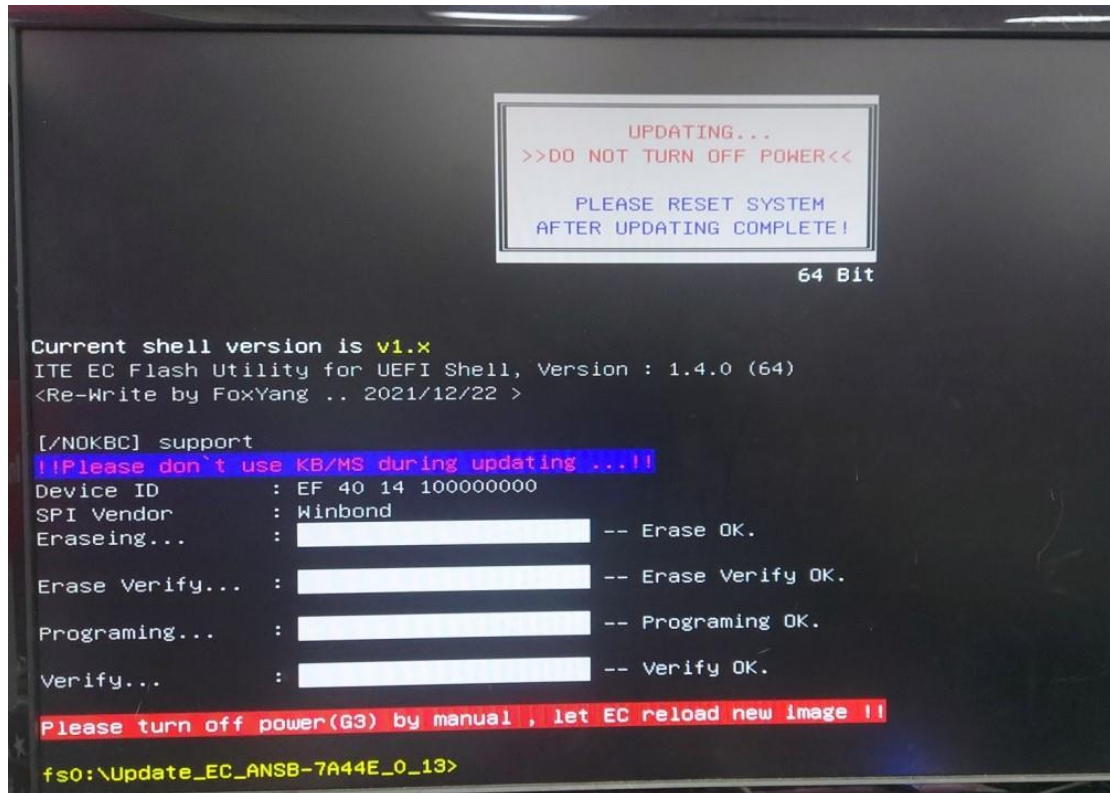 UPDATING...
>>DO NOT TURN OFF POWER<<
PLEASE RESET SYSTEM
AFTER UPDATING COMPLETE!
64 Bit
Current shell version is v1.x
ITE EC Flash Utility for UEFI Shell, Version : 1.4.0 (64)
<Re-Write by FoxYang .. 2021/12/22 >
[/NOKBC] support
!!Please don`t use KB/MS during updating ...!!
Device ID : EF 40 14 100000000
SPI Vendor : Winbond
Eraseing... : -- Erase OK.
Erase Verify... : -- Erase Verify OK.
Programing... : -- Programing OK.
Verify... : -- Verify OK.
Please turn off power(G3) by manual , let EC reload new image !!
fs0:\Update_EC_ANSB-7A44E_0_13>